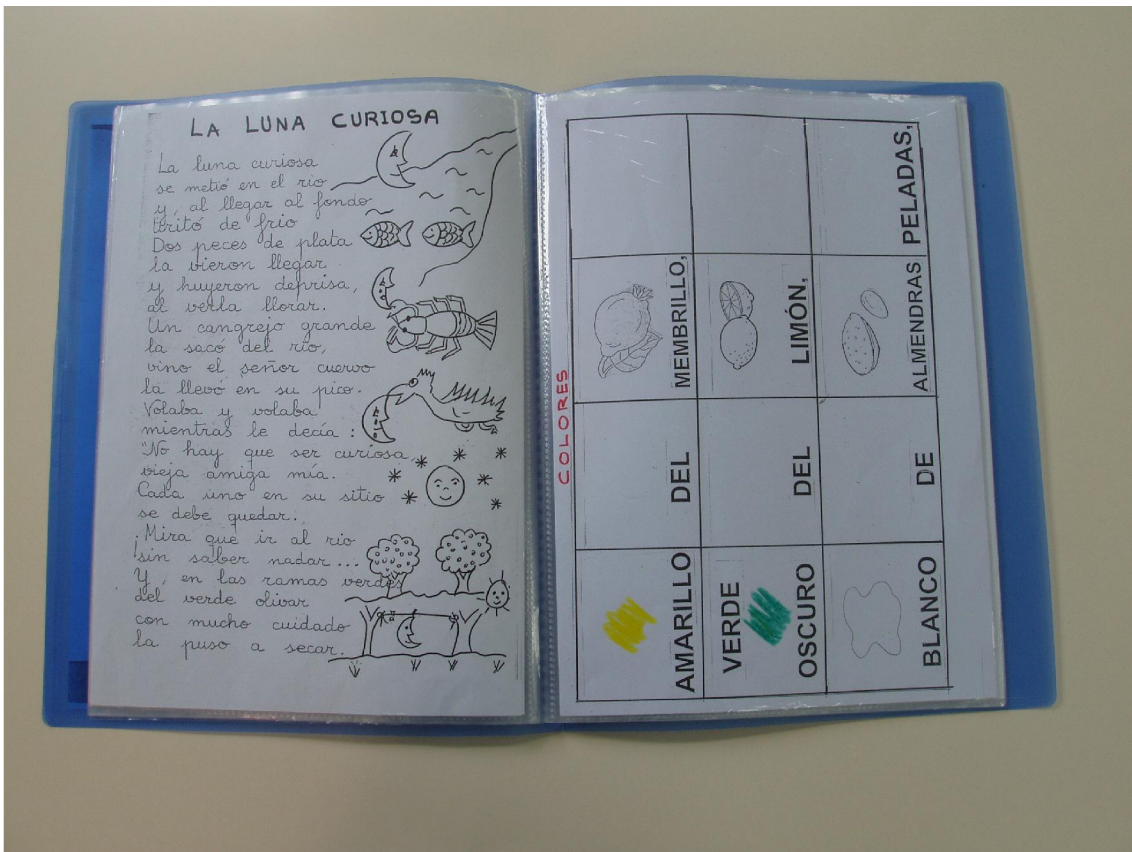 LA LUNA CURIOSA
La luna curiosa
se metió en el río
y, al llegar al fondo
tiritó de frio
Dos peces de plata
la vieron llegar
y huyeron deprisa,
al verla llorar.
Un cangrejo grande
la sacó del río,
vino el señor cuervo
la llevó en su pico.
Volaba y volaba
mientras le decía :
"No hay que ser curiosa,
vieja amiga mía.
Cada uno en su sitio
se debe quedar.
¡Mira que ir al rio
sin saber nadar...
Y, en las ramas verdes
del verde olivar
con mucho cuidado
la puso a secar.
COLORES
AMARILLO DEL MEMBRILLO,
VERDE OSCURO DEL LIMÓN,
BLANCO DE ALMENDRAS PELADAS,